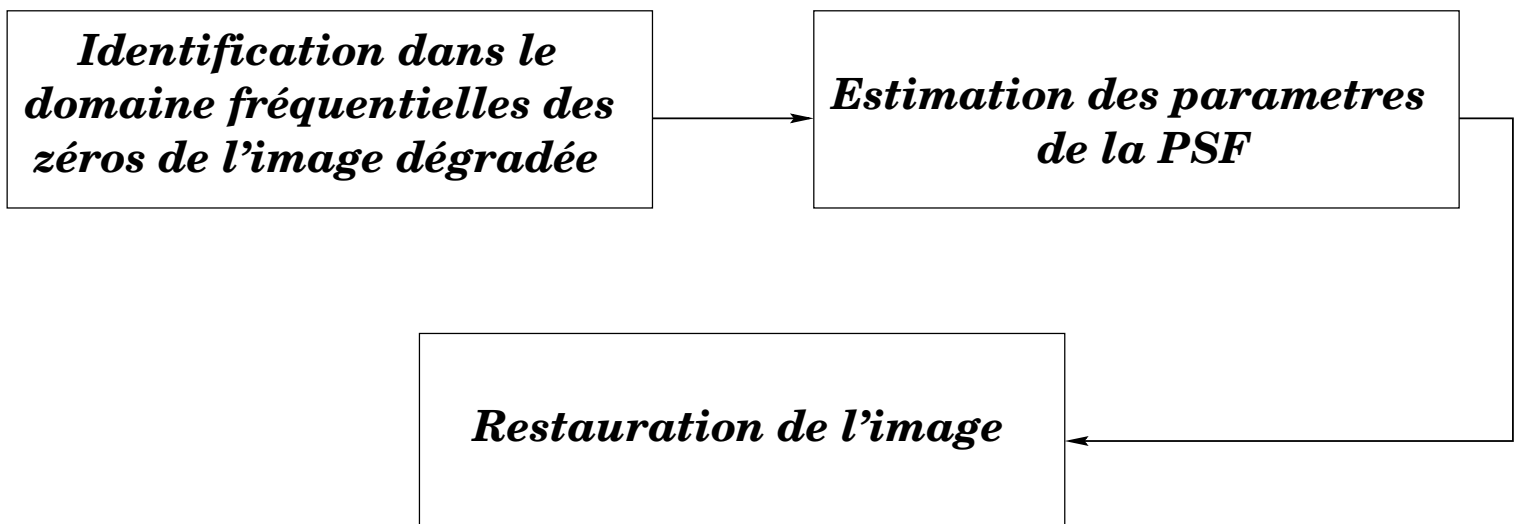 Identification dans le
domaine fréquentielles des
zéros de l'image dégradée
Estimation des parametres
de la PSF
Restauration de l'image